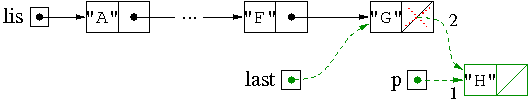 lis "A" ... "F" "G" 2
last p 1 "H"